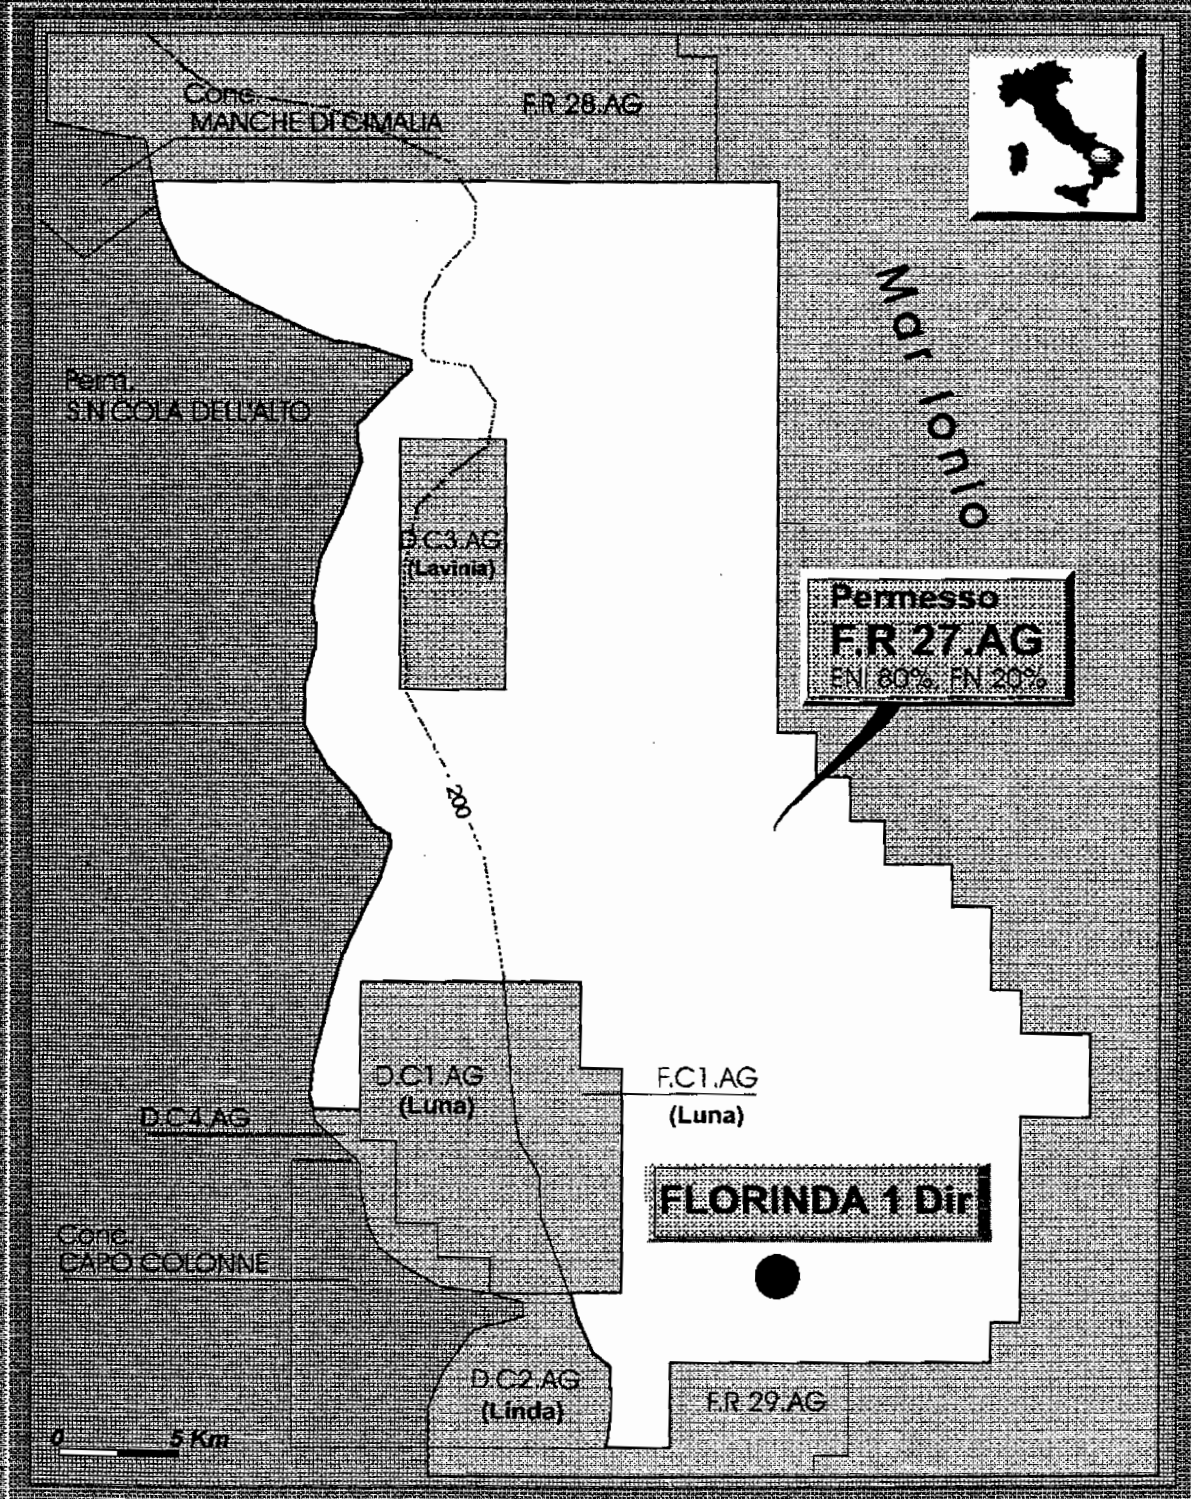 Conc.
MANCHE DI CIMALIA
F.R 28.AG
Mar Ionio
Perm.
S.NICOLA DELL'ALTO
D.C3.AG
(Lavinia)
Permesso
F.R 27.AG
ENI 80%, FN 20%
200
D.C1.AG
(Luna)
F.C1.AG
(Luna)
D.C4.AG
FLORINDA 1 Dir
Conc.
CAPO COLONNE
D.C2.AG
(Linda)
F.R 29.AG
0 5 Km